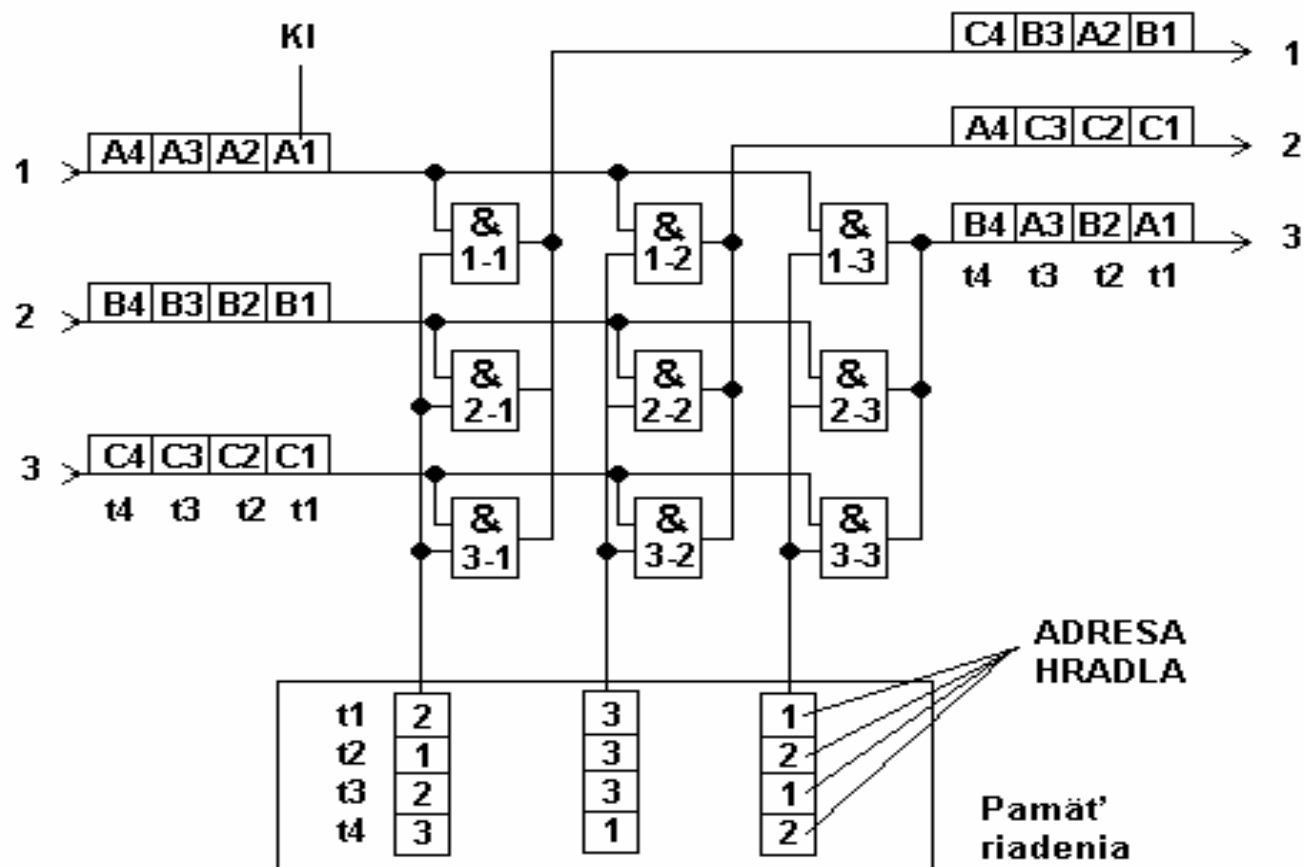 KI
C4 B3 A2 B1
1
A4 C3 C2 C1
2
1
A4 A3 A2 A1
B4 A3 B2 A1
3
t4 t3 t2 t1
&
1-1
&
1-2
&
1-3
2
B4 B3 B2 B1
&
2-1
&
2-2
&
2-3
3
C4 C3 C2 C1
t4 t3 t2 t1
&
3-1
&
3-2
&
3-3
ADRESA
HRADLA
t1 2 3 1
t2 1 3 2
t3 2 3 1
t4 3 1 2
Pamäť
riadenia